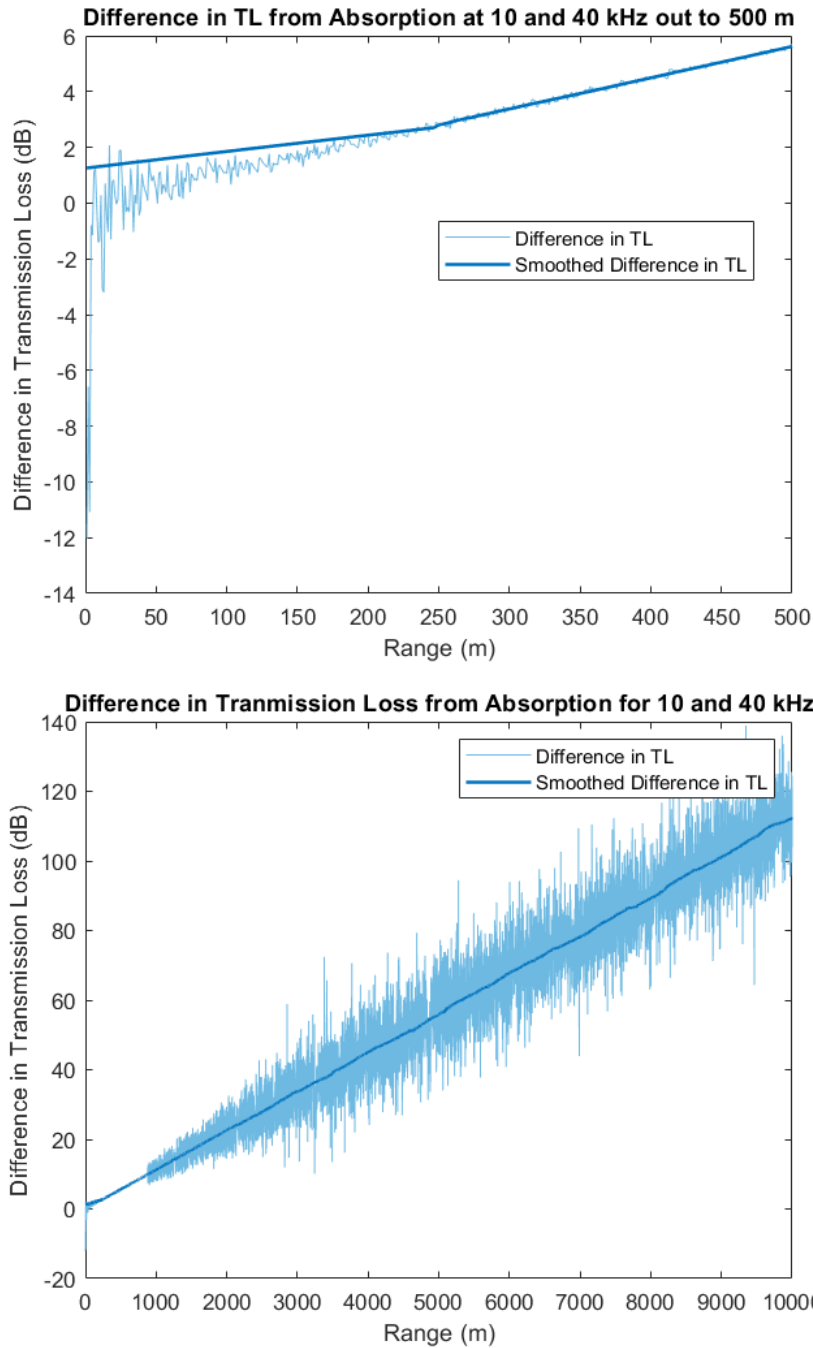 Difference in TL from Absorption at 10 and 40 kHz out to 500 m
6
4
2
0
-2
-4
-6
-8
-10
-12
-14
Difference in Transmission Loss (dB)
Difference in TL
Smoothed Difference in TL
0 50 100 150 200 250 300 350 400 450 500
Range (m)
Difference in Tranmission Loss from Absorption for 10 and 40 kHz
140
120
100
80
60
40
20
0
-20
Difference in Transmission Loss (dB)
Difference in TL
Smoothed Difference in TL
0 1000 2000 3000 4000 5000 6000 7000 8000 9000 10000
Range (m)